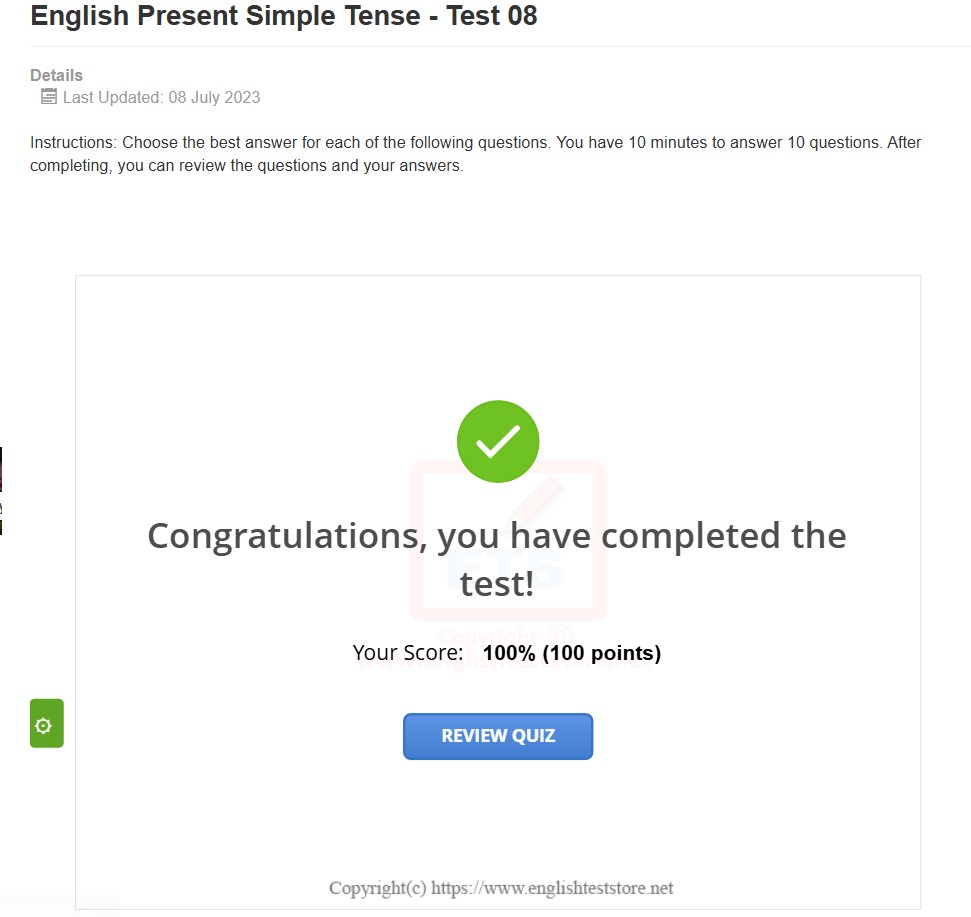 English Present Simple Tense - Test 08
Details
Last Updated: 08 July 2023
Instructions: Choose the best answer for each of the following questions. You have 10 minutes to answer 10 questions. After
completing, you can review the questions and your answers.
Congratulations, you have completed the
test!
ETS
Copyright ©
Your Score: 100% (100 points)
REVIEW QUIZ
Copyright(c) https://www.englishteststore.net